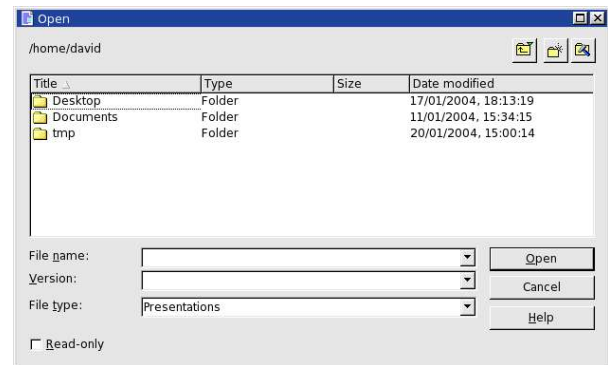 Open
/home/david
Title Type Size Date modified
Desktop Folder 17/01/2004, 18:13:19
Documents Folder 11/01/2004, 15:34:15
tmp Folder 20/01/2004, 15:00:14
File name: Open
Version: Cancel
File type: Presentations
Help
Read-only